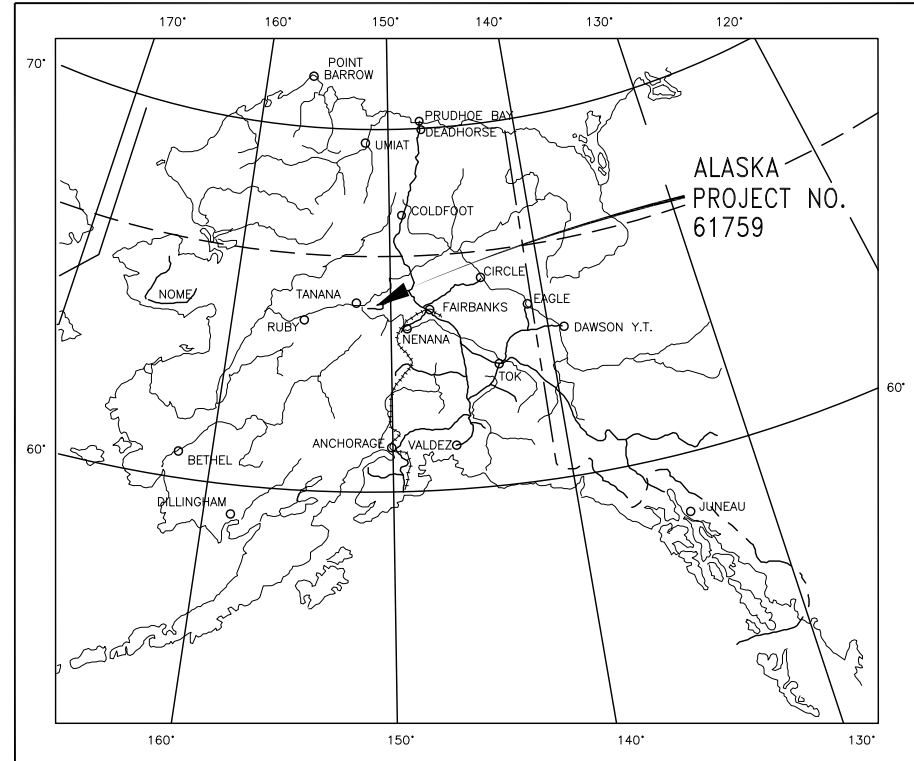 170°
160°
150°
140°
130°
120°
70°
POINT
BARROW
PRUDHOE BAY
DEADHORSE
UMIAT
ALASKA
PROJECT NO.
61759
COLDFOOT
CIRCLE
NOME
TANANA
EAGLE
FAIRBANKS
RUBY
DAWSON Y.T.
NENANA
TOK
60°
ANCHORAGE
VALDEZ
60°
BETHEL
DILLINGHAM
JUNEAU
160°
150°
140°
130°